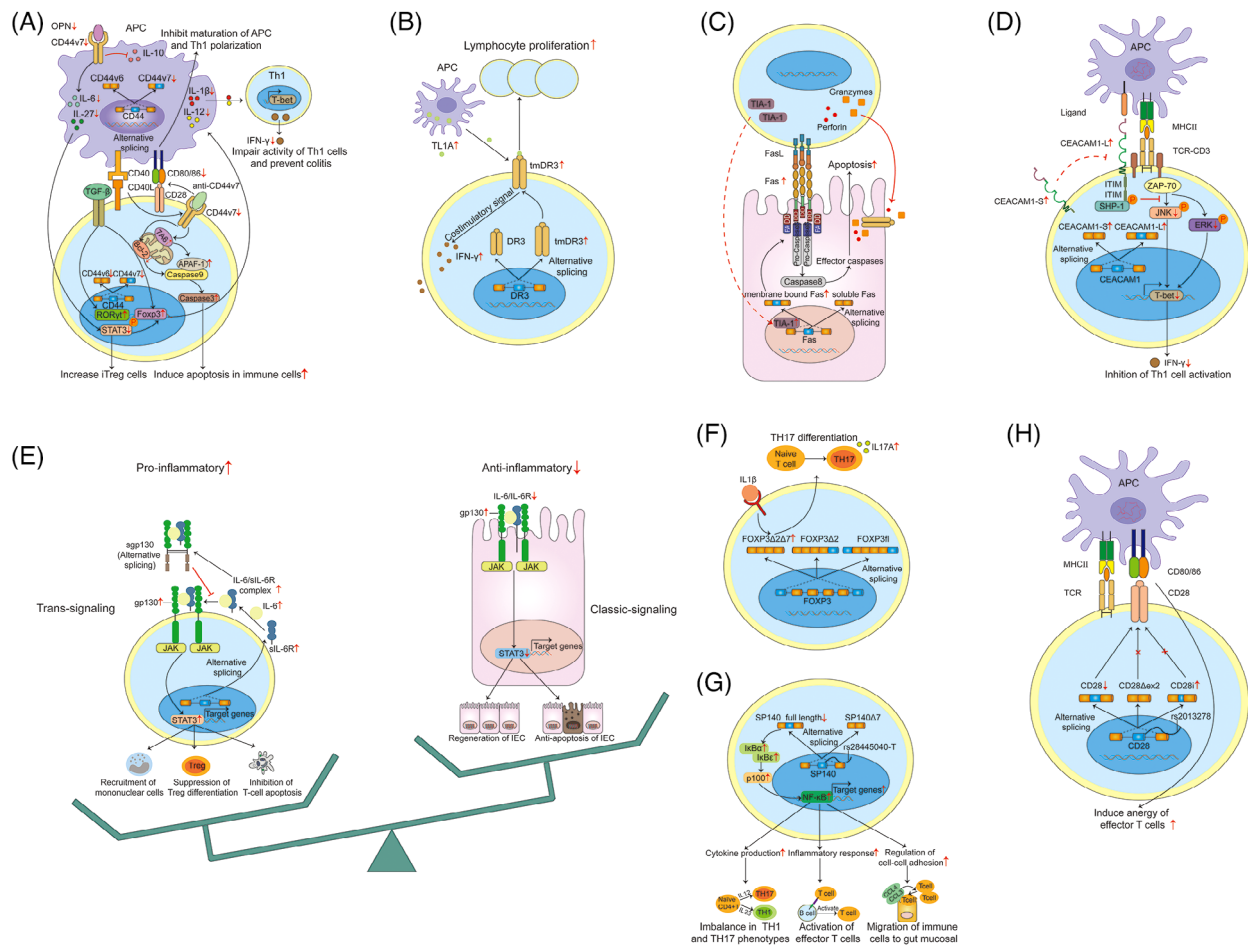 (A)
APC
OPN↓
CD44v7↓
IL-10
Inhibit maturation of APC
and Th1 polarization
CD44v6
CD44v7↓
IL-6↓
IL-27↓
CD44
Alternative
splicing
IL-1β↓
IL-12↓
Th1
T-bet
IFN-γ↓
Impair activity of Th1 cells
and prevent colitis
CD40
CD80/86↓
CD40L
CD28
anti-CD44v7
CD44v7↓
TGF-β
Bcl-2
APAF-1↑
Caspase9
Caspase3↑
CD44v6↓
CD44v7↓
CD44
RORγt↑
Foxp3↑
STAT3↓
P
Increase iTreg cells
Induce apoptosis in immune cells↑
(B)
Lymphocyte proliferation↑
APC
TL1A↑
tmDR3↑
Costimulatory signal
IFN-γ↑
DR3
tmDR3↑
Alternative
splicing
DR3
(C)
TIA-1
TIA-1
Granzymes
Perforin
FasL
Fas↑
Apoptosis↑
Pro-Casp
Pro-Casp
Effector caspases
Caspase8
menbrane bound Fas↑
soluble Fas
TIA-1
Alternative
splicing
Fas
(D)
APC
Ligand
MHCII
CEACAM1-L↑
TCR-CD3
CEACAM1-S↑
ITIM
ITIM
SHP-1
P
ZAP-70
JNK↓
P
ERK↓
P
CEACAM1-S↑
CEACAM1-L↑
Alternative
Splicing
CEACAM1
T-bet↓
IFN-γ↓
Inhition of Th1 cell activation
(E)
Pro-inflammatory↑
Anti-inflammatory↓
sgp130
(Alternative
splicing)
IL-6/sIL-6R
complex ↑
Trans-signaling
gp130↑
IL-6↑
sIL-6R↑
JAK
JAK
Alternative
splicing
Target genes
STAT3↑
Treg
Recruitment of
mononuclear cells
Suppression of
Treg differentiation
Inhibition of
T-cell apoptosis
IL-6/IL-6R↓
gp130↑
JAK
JAK
Classic-signaling
STAT3↓
Target genes
Regeneration of IEC
Anti-apoptosis of IEC
(F)
TH17 differentiation
Naive
T cell
TH17
IL17A↑
IL1β
FOXP3Δ2Δ7↑
FOXP3Δ2
FOXP3fl
Alternative
splicing
FOXP3
(G)
SP140 full length↓
SP140Δ7
Alternative
splicing
rs28445040-T
IκBα↑
IκBε↑
SP140
p100↑
NF-κB↑
Target genes↑
Cytokine production↑
Inflammatory response↑
Regulation of
cell-cell adhesion↑
Naive
CD4+
IL12
TH17
IL23
TH1
T cell
B cell
Activate
T cell
Tcell
Tcell
Tcell
Imbalance in TH1
and TH17 phenotypes
Activation of
effector T cells
Migration of immune
cells to gut mucosal
(H)
APC
MHCII
TCR
CD80/86
CD28
CD28↓
CD28Δex2
CD28i↑
Alternative
Splicing
rs2013278
CD28
Induce anergy of
effector T cells ↑